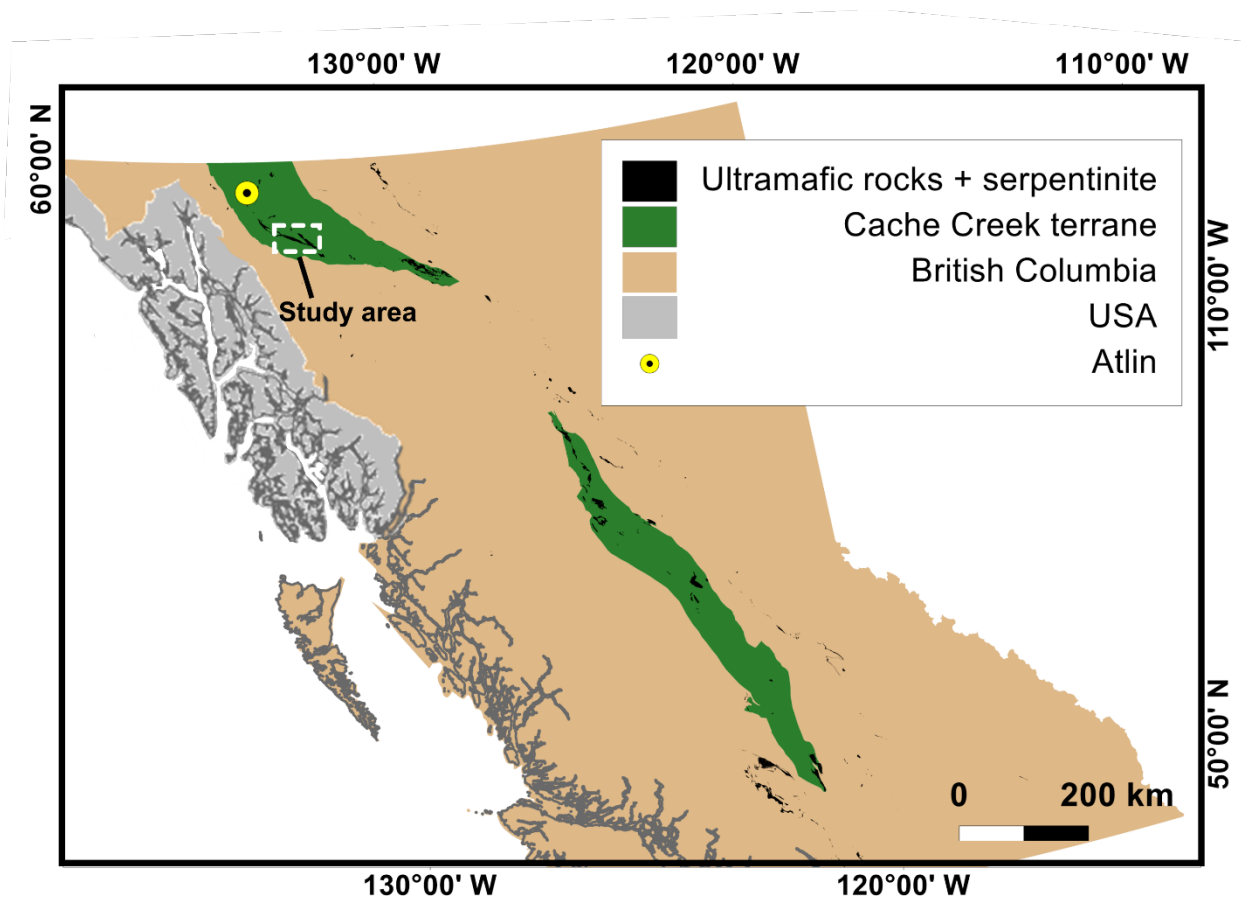 130°00' W 120°00' W 110°00' W
60°00' N
Ultramafic rocks + serpentinite
Cache Creek terrane
British Columbia
USA
Atlin
110°00' W
Study area
50°00' N
0 200 km
130°00' W 120°00' W